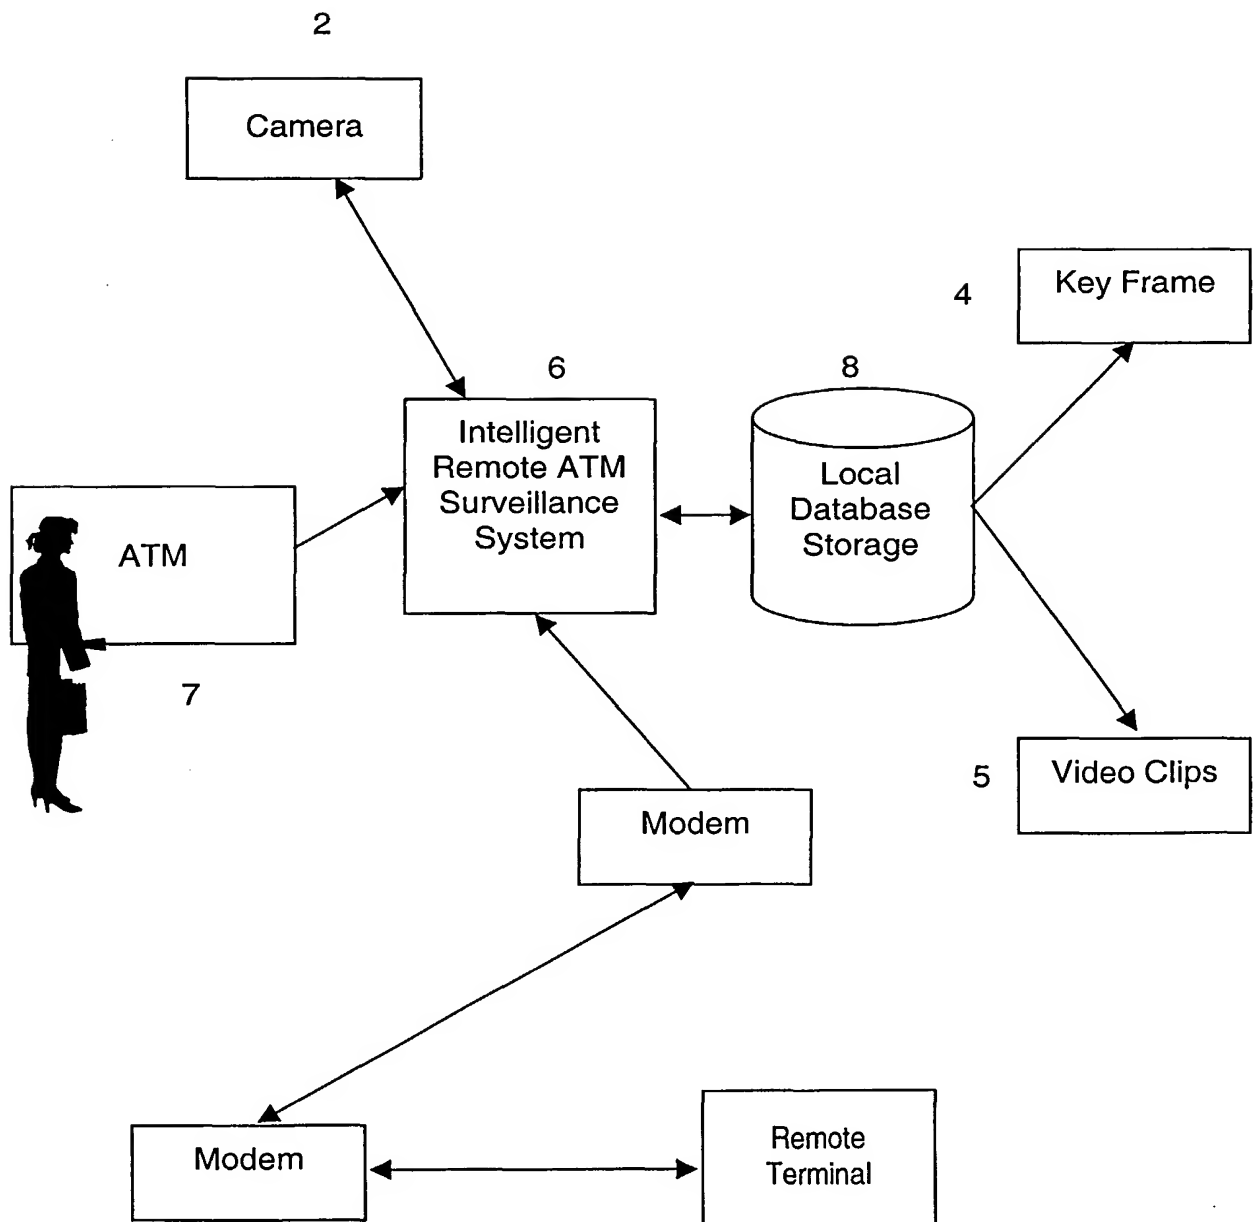 2
Camera
4
Key Frame
6
Intelligent
Remote ATM
Surveillance
System
8
Local
Database
Storage
ATM
7
5
Video Clips
Modem
Modem
Remote
Terminal